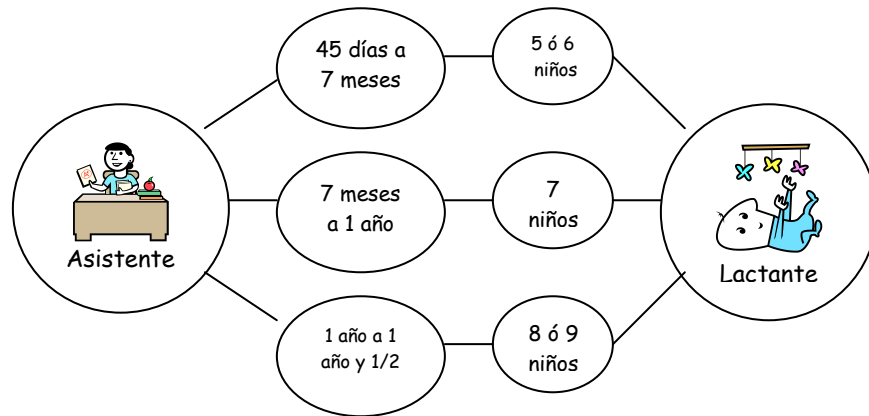 45 días a
7 meses
5 ó 6
niños
Asistente
7 meses
a 1 año
7
niños
Lactante
1 año a 1
año y 1/2
8 ó 9
niños